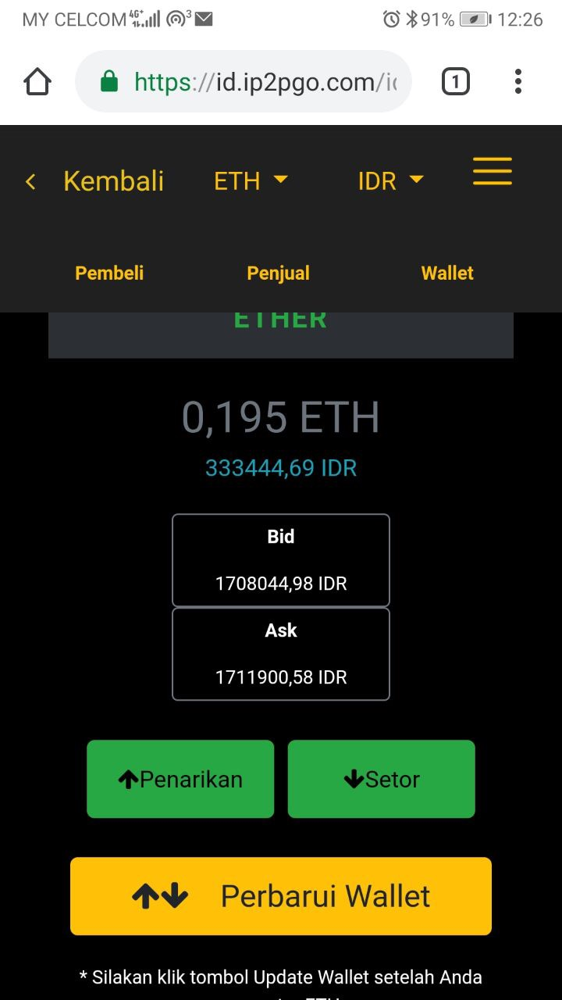 MY CELCOM 4G+ 3 91% 12:26
https://id.ip2pgo.com/ic 1
Kembali ETH IDR
Pembeli Penjual Wallet
ETHER
0,195 ETH
333444,69 IDR
Bid
1708044,98 IDR
Ask
1711900,58 IDR
Penarikan Setor
Perbarui Wallet
* Silakan klik tombol Update Wallet setelah Anda
ETH